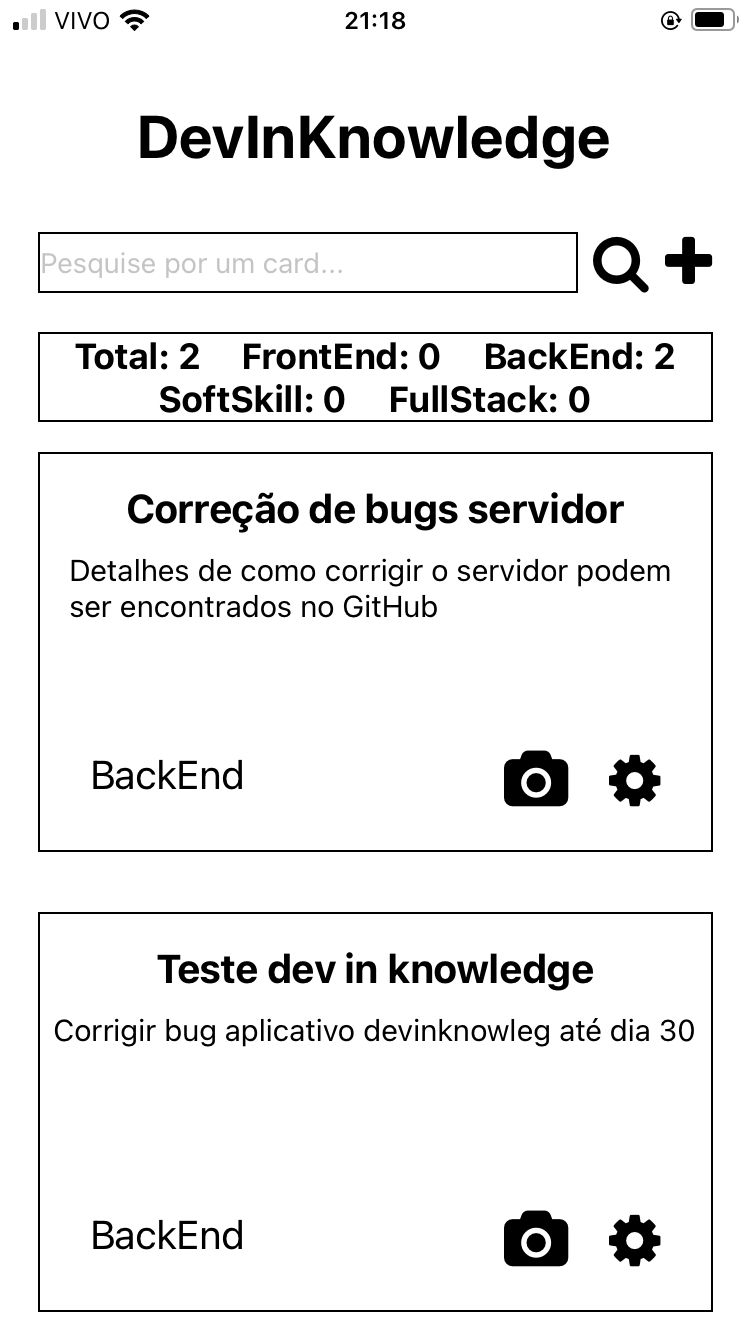 VIVO 21:18
DevInKnowledge
Pesquise por um card...
Total: 2 FrontEnd: 0 BackEnd: 2
SoftSkill: 0 FullStack: 0
Correção de bugs servidor
Detalhes de como corrigir o servidor podem
ser encontrados no GitHub
BackEnd
Teste dev in knowledge
Corrigir bug aplicativo devinknowleg até dia 30
BackEnd